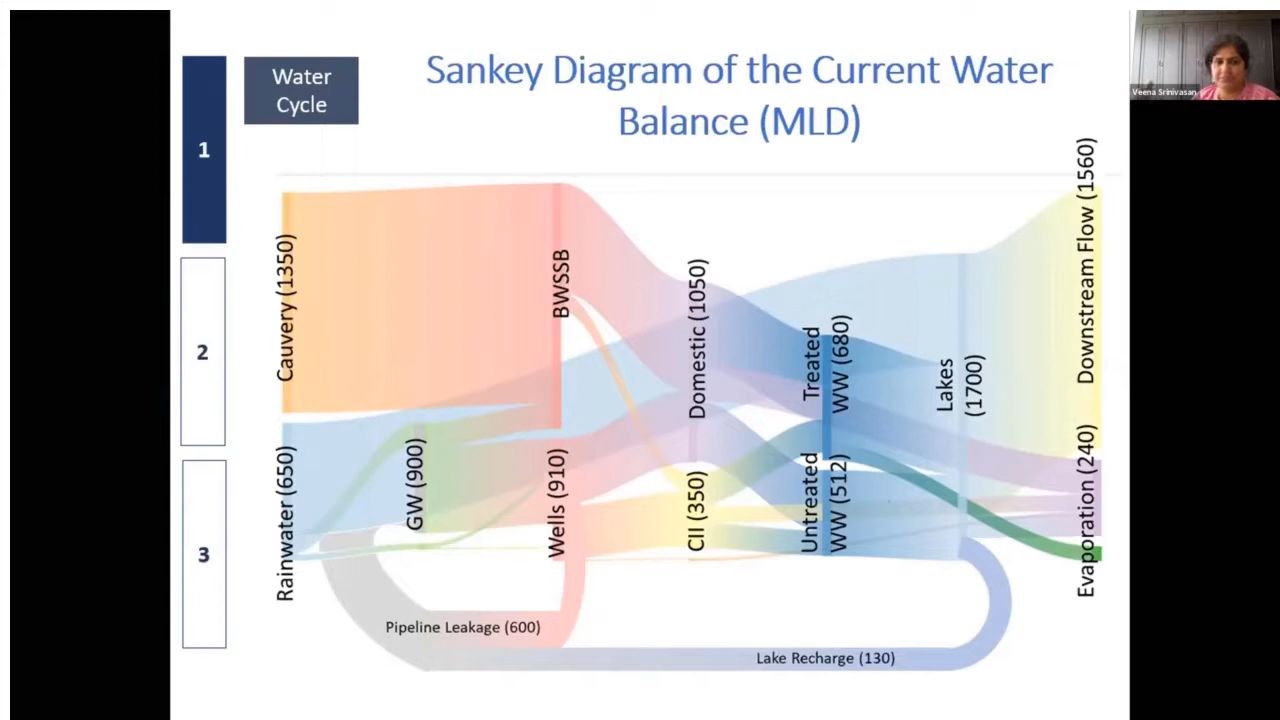 Water
Cycle
Sankey Diagram of the Current Water
Balance (MLD)
Veena Srinivasan
1
2
3
Cauvery (1350)
Rainwater (650)
GW (900)
BWSSB
Wells (910)
Domestic (1050)
CII (350)
Treated
WW (680)
Untreated
WW (512)
Lakes
(1700)
Downstream Flow (1560)
Evaporation (240)
Pipeline Leakage (600)
Lake Recharge (130)